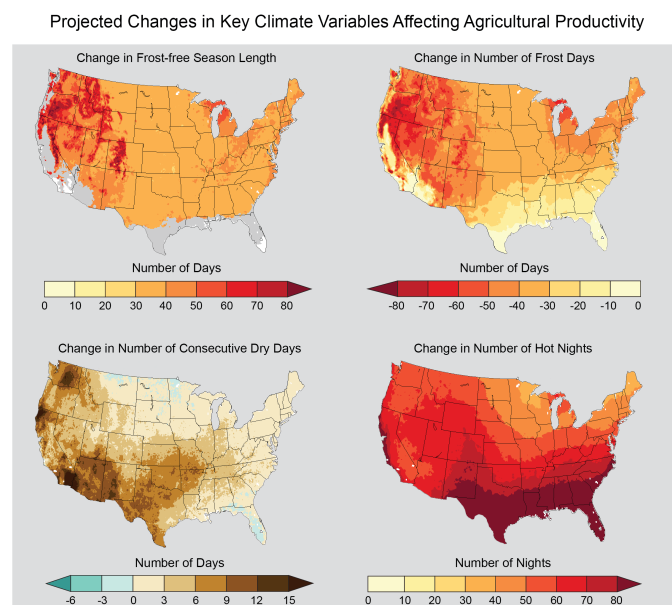 Projected Changes in Key Climate Variables Affecting Agricultural Productivity
Change in Frost-free Season Length
Number of Days
0 10 20 30 40 50 60 70 80
Change in Number of Frost Days
Number of Days
-80 -70 -60 -50 -40 -30 -20 -10 0
Change in Number of Consecutive Dry Days
Number of Days
-6 -3 0 3 6 9 12 15
Change in Number of Hot Nights
Number of Nights
0 10 20 30 40 50 60 70 80